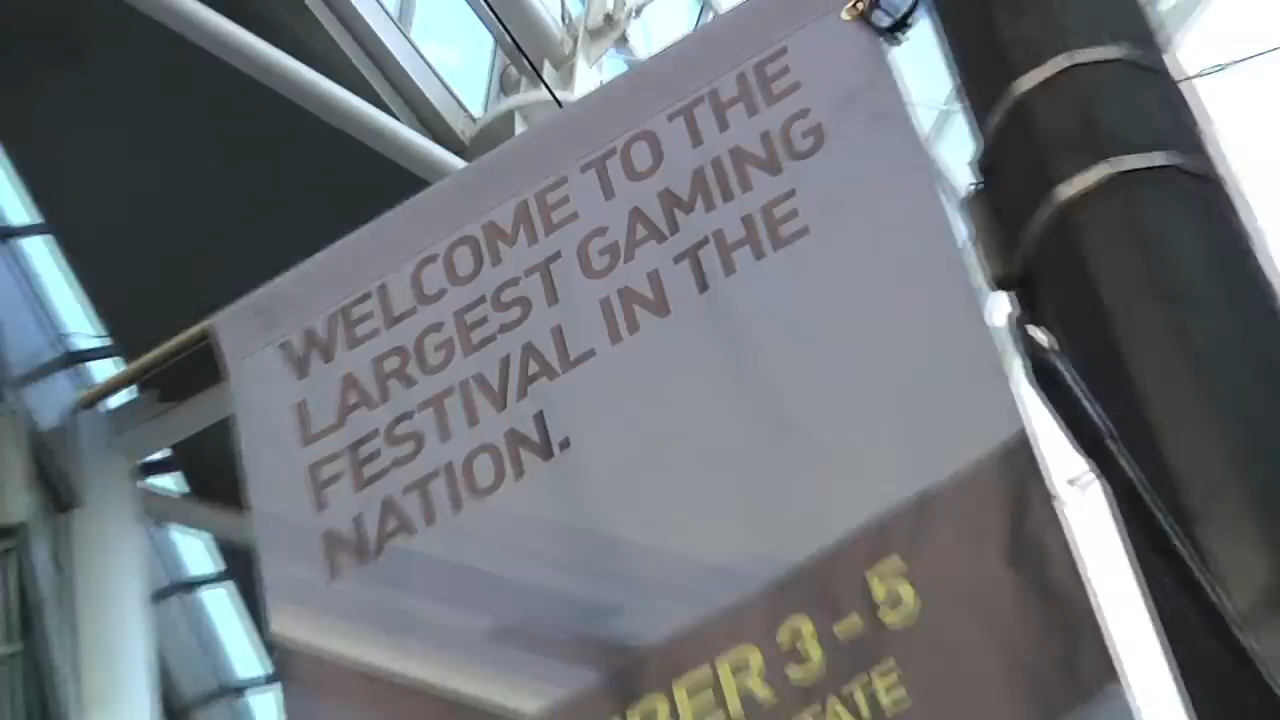 WELCOME TO THE
LARGEST GAMING
FESTIVAL IN THE
NATION.
3-5